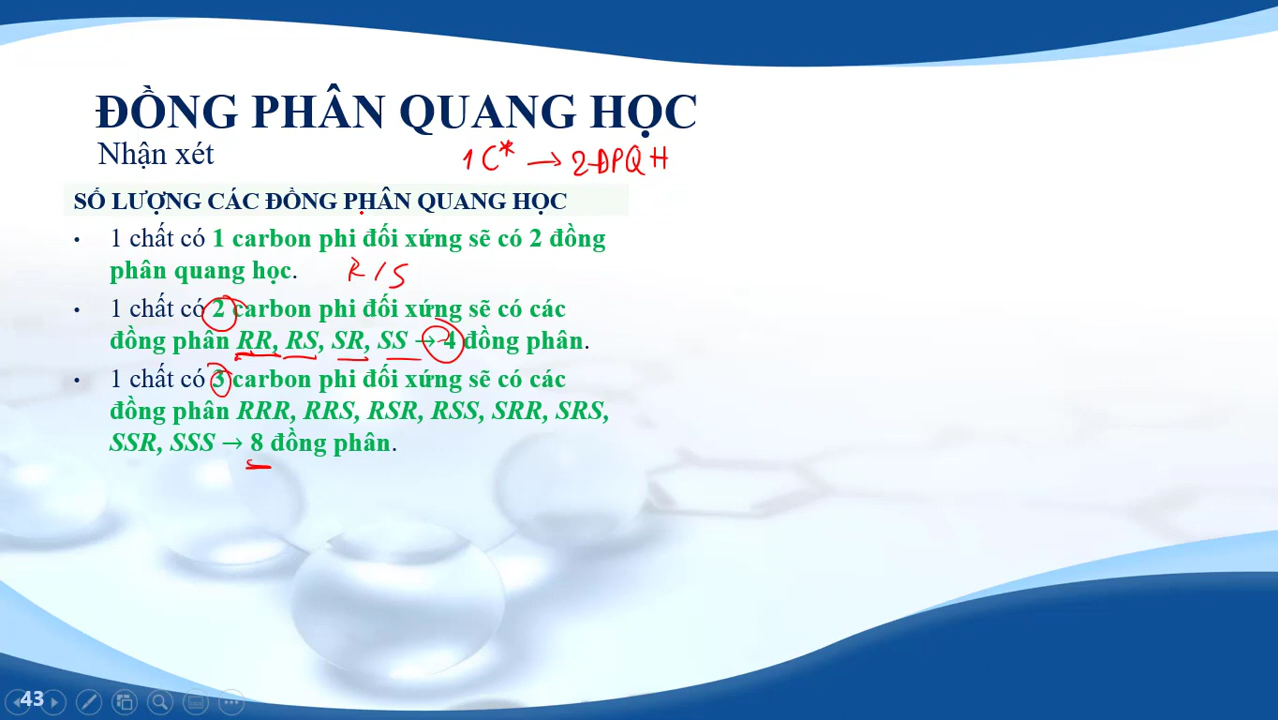 ĐỒNG PHÂN QUANG HỌC
Nhận xét
1C* → 2ĐPQH
SỐ LƯỢNG CÁC ĐỒNG PHÂN QUANG HỌC
• 1 chất có 1 carbon phi đối xứng sẽ có 2 đồng
phân quang học.
R/S
• 1 chất có 2 carbon phi đối xứng sẽ có các
đồng phân RR, RS, SR, SS → 4 đồng phân.
• 1 chất có 3 carbon phi đối xứng sẽ có các
đồng phân RRR, RRS, RSR, RSS, SRR, SRS,
SSR, SSS → 8 đồng phân.
43